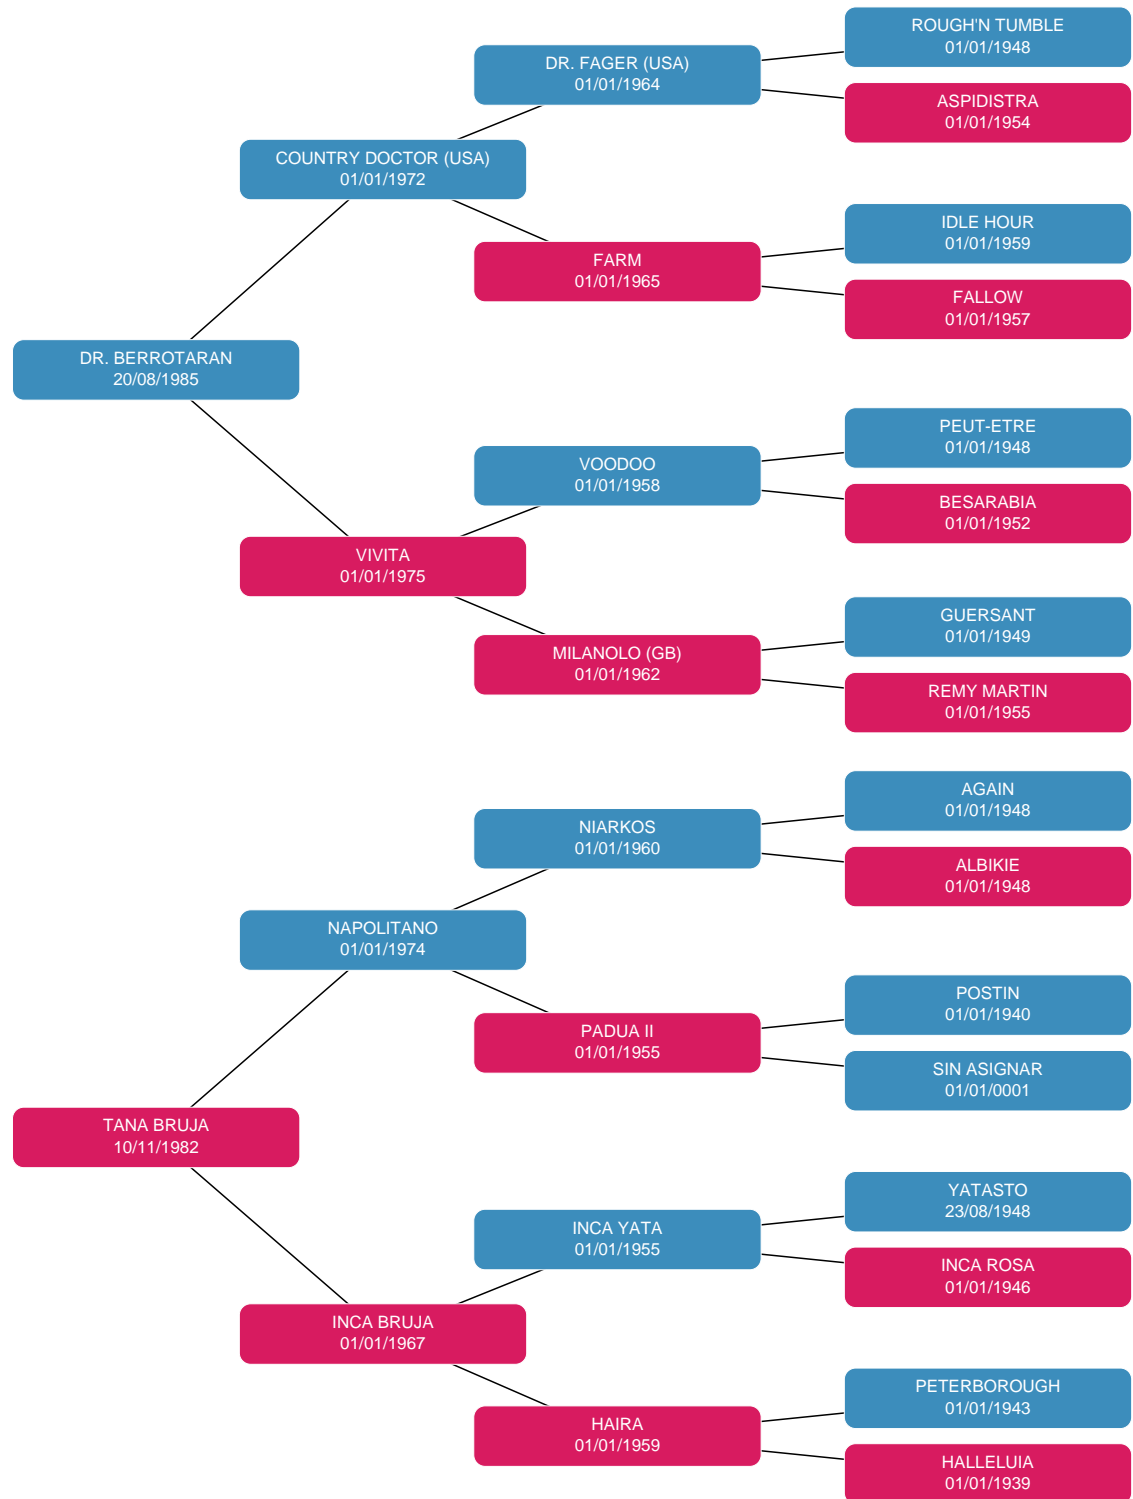 ROUGH'N TUMBLE
01/01/1948
DR. FAGER (USA)
01/01/1964
ASPIDISTRA
01/01/1954
COUNTRY DOCTOR (USA)
01/01/1972
IDLE HOUR
01/01/1959
FARM
01/01/1965
FALLOW
01/01/1957
DR. BERROTARAN
20/08/1985
PEUT-ETRE
01/01/1948
VOODOO
01/01/1958
BESARABIA
01/01/1952
VIVITA
01/01/1975
GUERSANT
01/01/1949
MILANOLO (GB)
01/01/1962
REMY MARTIN
01/01/1955
AGAIN
01/01/1948
NIARKOS
01/01/1960
ALBIKIE
01/01/1948
NAPOLITANO
01/01/1974
POSTIN
01/01/1940
PADUA II
01/01/1955
SIN ASIGNAR
01/01/0001
TANA BRUJA
10/11/1982
YATASTO
23/08/1948
INCA YATA
01/01/1955
INCA ROSA
01/01/1946
INCA BRUJA
01/01/1967
PETERBOROUGH
01/01/1943
HAIRA
01/01/1959
HALLELUIA
01/01/1939